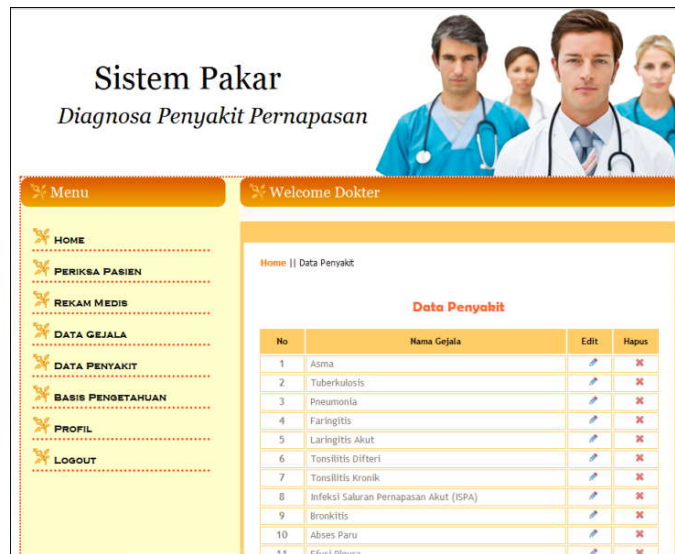 Sistem Pakar
Diagnosa Penyakit Pernapasan
Menu
Welcome Dokter
HOME
PERIKSA PASIEN
REKAM MEDIS
DATA GEJALA
DATA PENYAKIT
BASIS PENGETAHUAN
PROFIL
LOGOUT
Home || Data Penyakit
Data Penyakit
No Nama Gejala Edit Hapus
1 Asma
2 Tuberkulosis
3 Pneumonia
4 Faringitis
5 Laringitis Akut
6 Tonsilitis Difteri
7 Tonsilitis Kronik
8 Infeksi Saluran Pernapasan Akut (ISPA)
9 Bronkitis
10 Abses Paru
11 Efusi Pleura